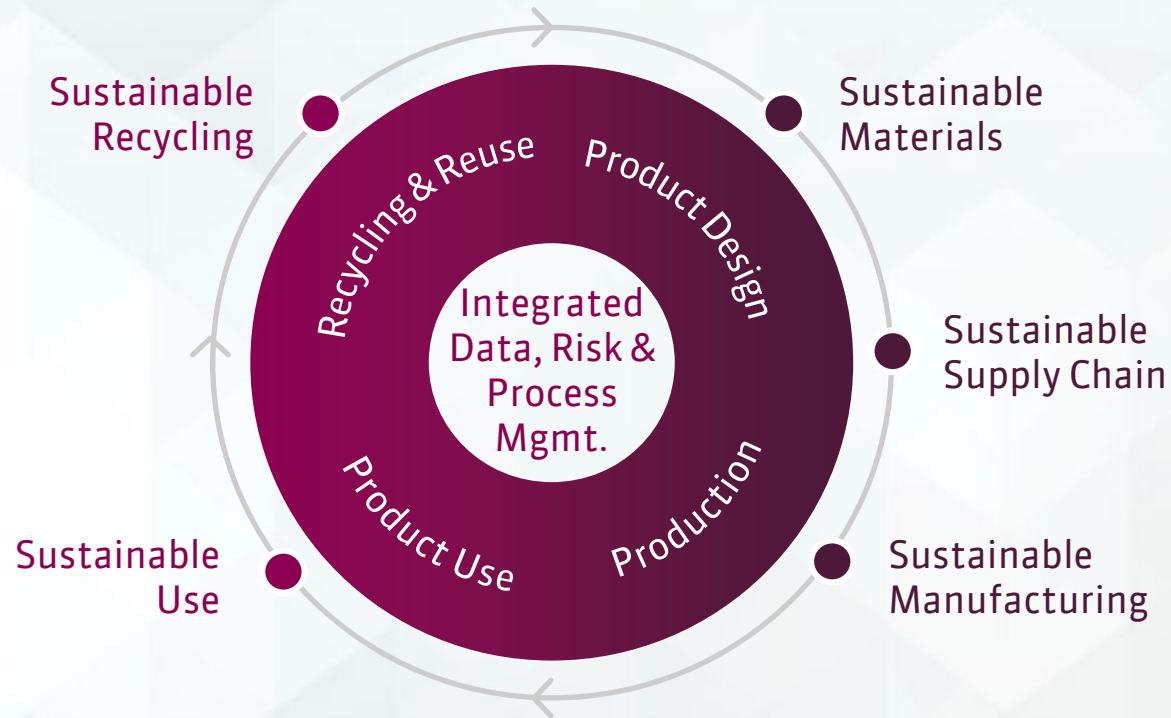 Sustainable
Recycling
Sustainable
Materials
Recycling & Reuse
Product Design
Integrated
Data, Risk &
Process
Mgmt.
Sustainable
Supply Chain
Product Use
Production
Sustainable
Use
Sustainable
Manufacturing